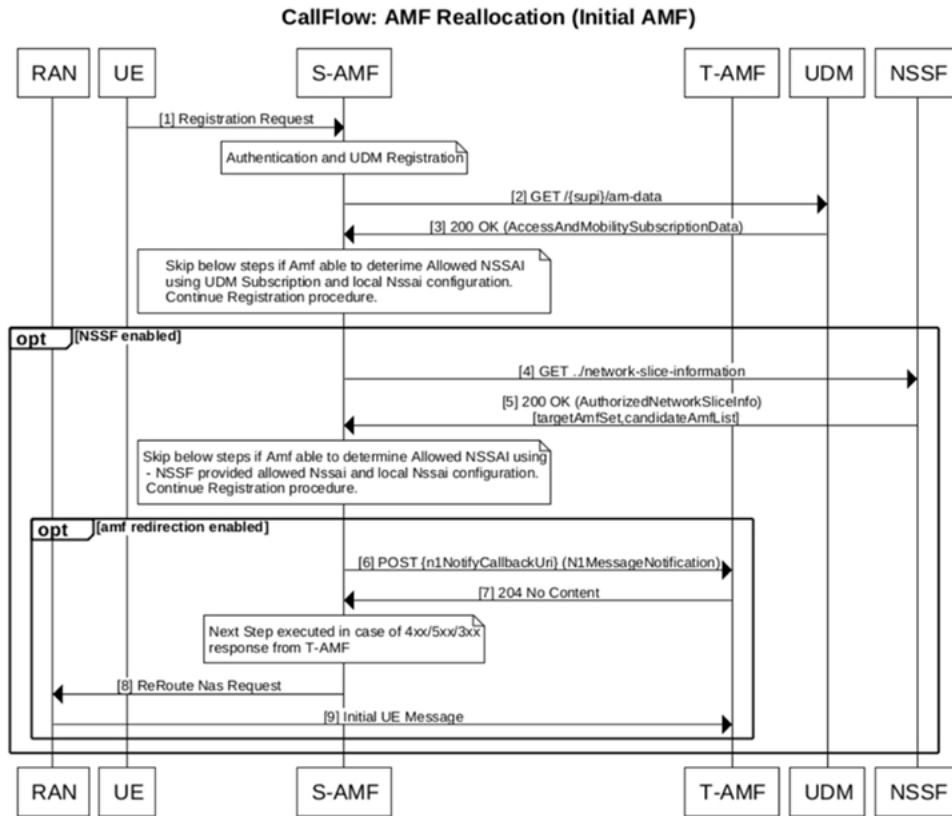 CallFlow: AMF Reallocation (Initial AMF)
RAN UE S-AMF T-AMF UDM NSSF
[1] Registration Request
Authentication and UDM Registration
[2] GET /{supi}/am-data
[3] 200 OK (AccessAndMobilitySubscriptionData)
Skip below steps if Amf able to deterime Allowed NSSAI
using UDM Subscription and local Nssai configuration.
Continue Registration procedure.
opt [NSSF enabled]
[4] GET ../network-slice-information
[5] 200 OK (AuthorizedNetworkSliceInfo)
[targetAmfSet,candidateAmfList]
Skip below steps if Amf able to determine Allowed NSSAI using
- NSSF provided allowed Nssai and local Nssai configuration.
Continue Registration procedure.
opt [amf redirection enabled]
[6] POST {n1NotifyCallbackUri} (N1MessageNotification)
[7] 204 No Content
Next Step executed in case of 4xx/5xx/3xx
response from T-AMF
[8] ReRoute Nas Request
[9] Initial UE Message
RAN UE S-AMF T-AMF UDM NSSF